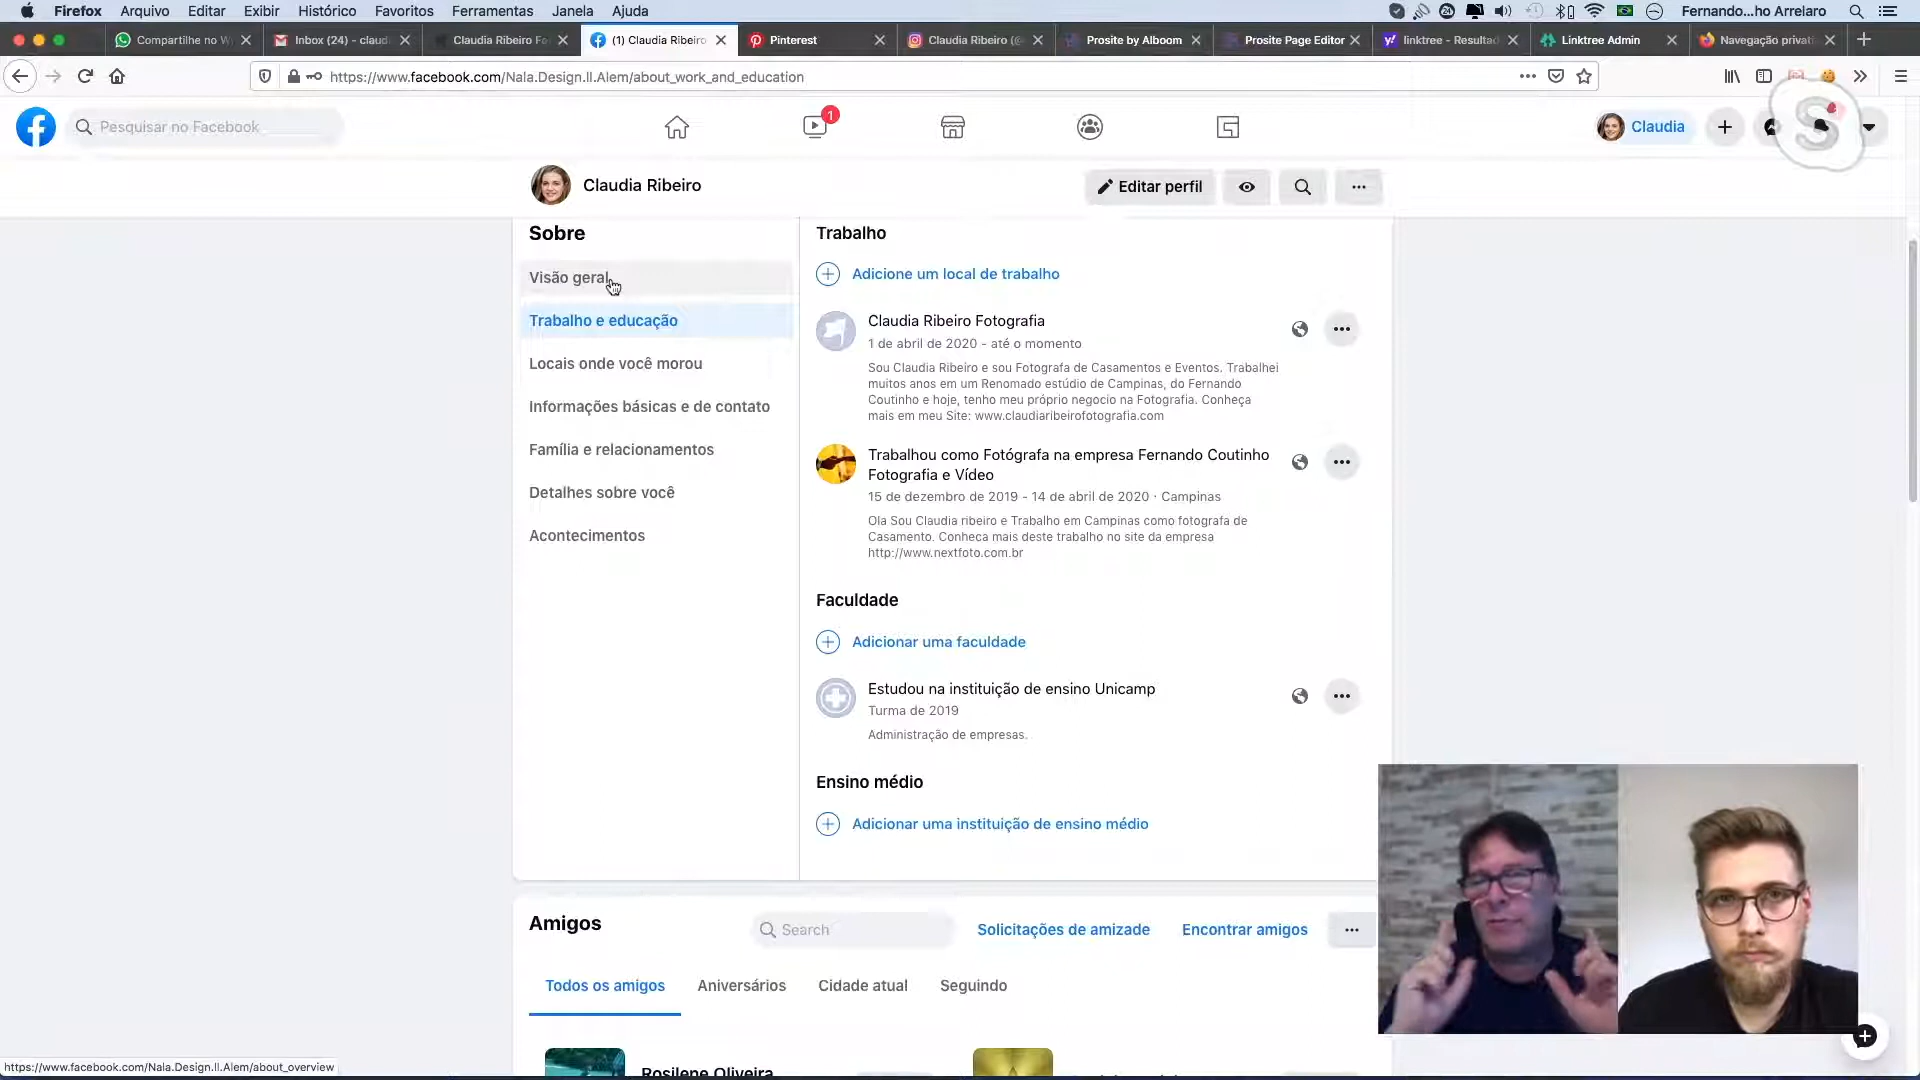 Firefox Arquivo Editar Exibir Histórico Favoritos Ferramentas Janela Ajuda Fernando...ho Arrelaro
Compartilhe no W Inbox (24) - claud Claudia Ribeiro Fo (1) Claudia Ribeiro Pinterest Claudia Ribeiro (@ Prosite by Alboom Prosite Page Editor linktree - Resultad Linktree Admin Navegação privat
https://www.facebook.com/Nala.Design.II.Alem/about_work_and_education
Pesquisar no Facebook
1
Claudia
Claudia Ribeiro
Editar perfil
Sobre
Visão geral
Trabalho e educação
Locais onde você morou
Informações básicas e de contato
Família e relacionamentos
Detalhes sobre você
Acontecimentos
Trabalho
Adicione um local de trabalho
Claudia Ribeiro Fotografia
1 de abril de 2020 - até o momento
Sou Claudia Ribeiro e sou Fotografa de Casamentos e Eventos. Trabalhei
muitos anos em um Renomado estúdio de Campinas, do Fernando
Coutinho e hoje, tenho meu próprio negocio na Fotografia. Conheça
mais em meu Site: www.claudiaribeirofotografia.com
Trabalhou como Fotógrafa na empresa Fernando Coutinho
Fotografia e Vídeo
15 de dezembro de 2019 - 14 de abril de 2020 · Campinas
Ola Sou Claudia ribeiro e Trabalho em Campinas como fotografa de
Casamento. Conheca mais deste trabalho no site da empresa
http://www.nextfoto.com.br
Faculdade
Adicionar uma faculdade
Estudou na instituição de ensino Unicamp
Turma de 2019
Administração de empresas.
Ensino médio
Adicionar uma instituição de ensino médio
Amigos
Search
Solicitações de amizade
Encontrar amigos
Todos os amigos
Aniversários
Cidade atual
Seguindo
Rosilene Oliveira
https://www.facebook.com/Nala.Design.II.Alem/about_overview